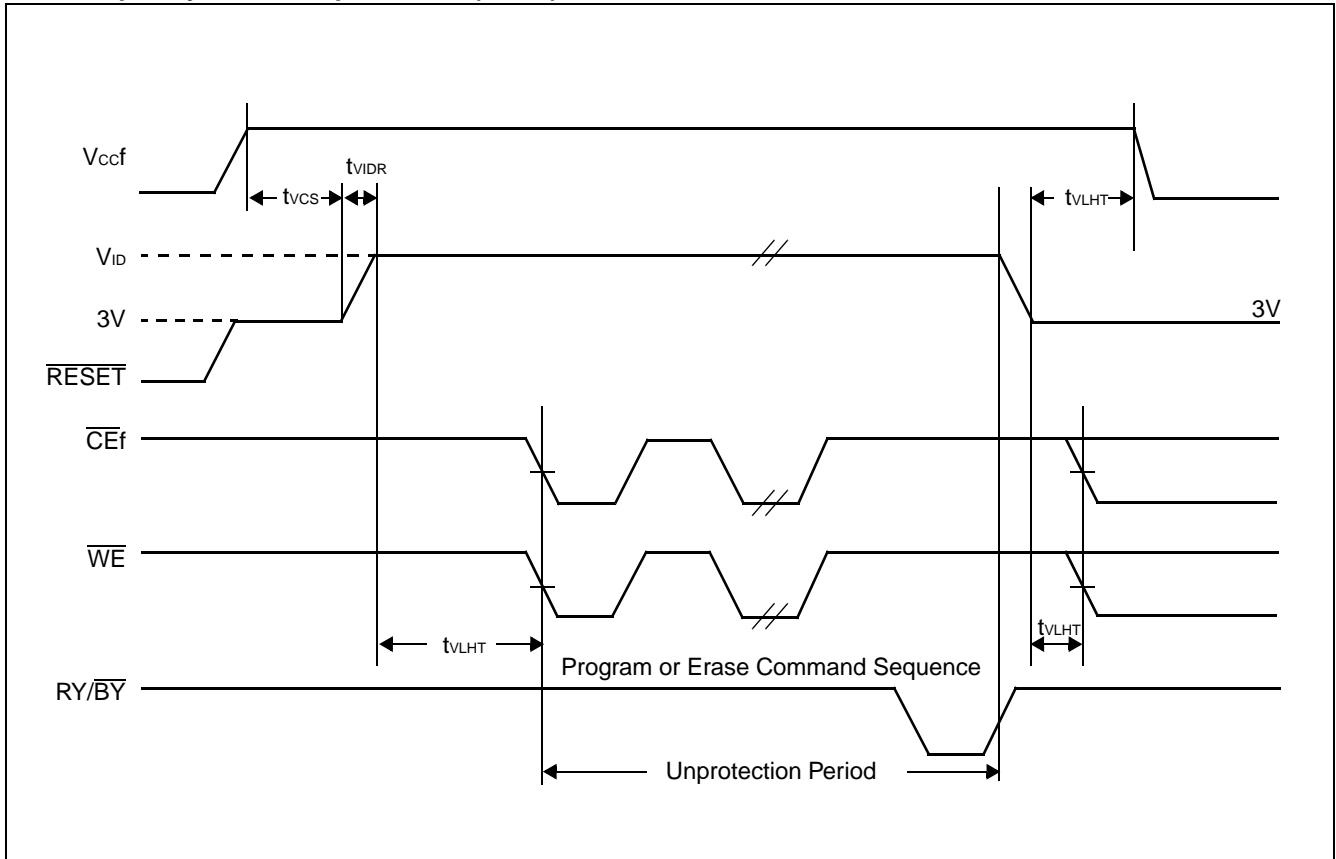 VCCf
tVIDR
tVCS
tVLHT
VID
3V
3V
RESET
CEf
WE
tVLHT
tVLHT
Program or Erase Command Sequence
RY/BY
Unprotection Period